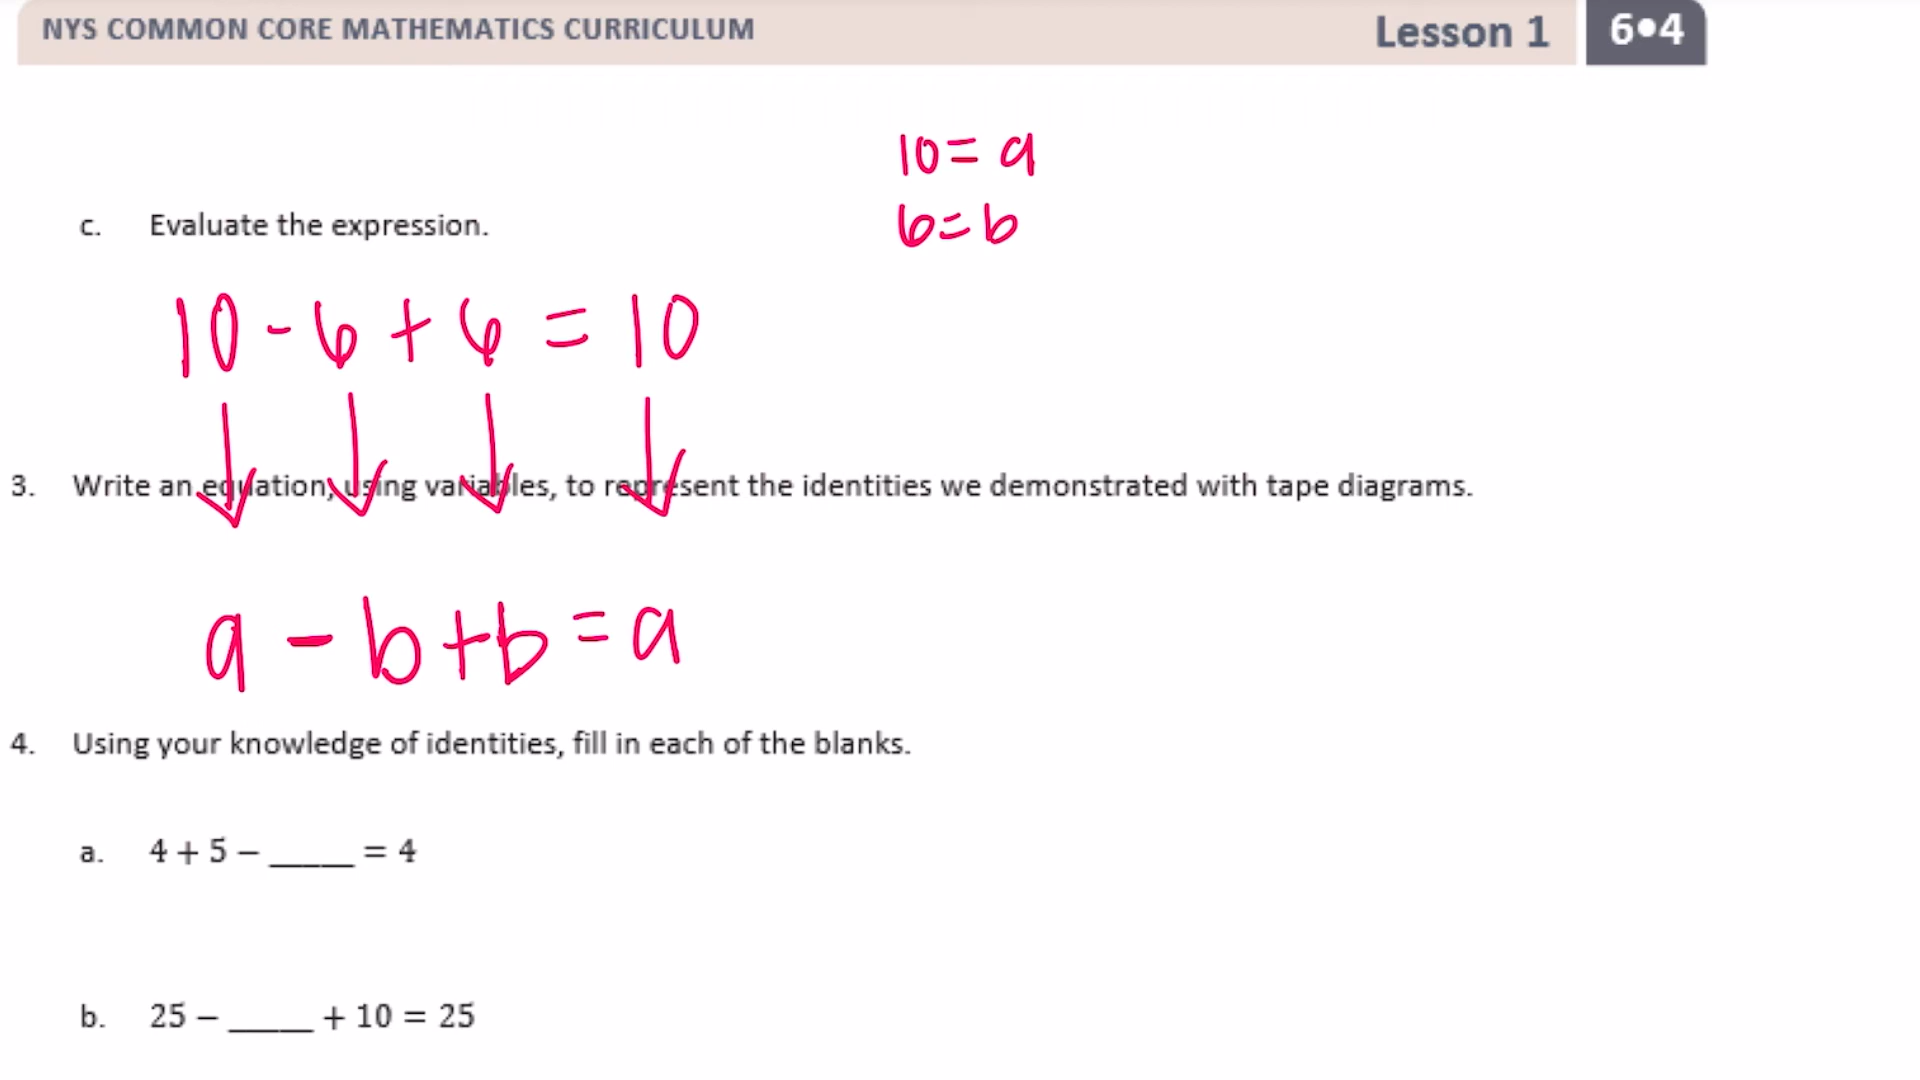 NYS COMMON CORE MATHEMATICS CURRICULUM Lesson 1 6•4
10 = a
6 = b
c. Evaluate the expression.
10 - 6 + 6 = 10
3. Write an equation, using variables, to represent the identities we demonstrated with tape diagrams.
a - b + b = a
4. Using your knowledge of identities, fill in each of the blanks.
a. 4 + 5 − _____ = 4
b. 25 − _____ + 10 = 25